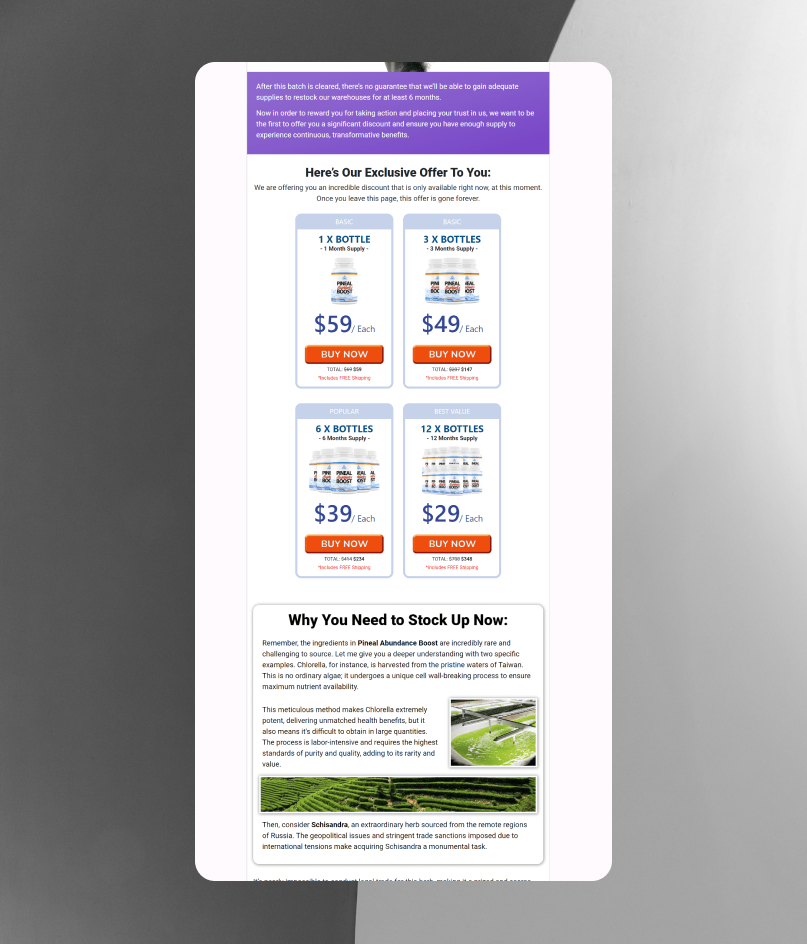 After this batch is cleared, there's no guarantee that we'll be able to gain adequate
supplies to restock our warehouses for at least 6 months.
Now in order to reward you for taking action and placing your trust in us, we want to be
the first to offer you a significant discount and ensure you have enough supply to
experience continuous, transformative benefits.
Here's Our Exclusive Offer To You:
We are offering you an incredible discount that is only available right now, at this moment.
Once you leave this page, this offer is gone forever.
BASIC
1 X BOTTLE
- 1 Month Supply -
PINEAL
BOOST
$59/ Each
BUY NOW
TOTAL: $69 $59
*Includes FREE Shipping
BASIC
3 X BOTTLES
- 3 Months Supply -
PINEAL
BOOST
$49/ Each
BUY NOW
TOTAL: $207 $147
*Includes FREE Shipping
POPULAR
6 X BOTTLES
- 6 Months Supply -
PINEAL
BOOST
$39/ Each
BUY NOW
TOTAL: $414 $234
*Includes FREE Shipping
BEST VALUE
12 X BOTTLES
- 12 Months Supply
$29/ Each
BUY NOW
TOTAL: $708 $348
*Includes FREE Shipping
Why You Need to Stock Up Now:
Remember, the ingredients in Pineal Abundance Boost are incredibly rare and
challenging to source. Let me give you a deeper understanding with two specific
examples. Chlorella, for instance, is harvested from the pristine waters of Taiwan.
This is no ordinary algae; it undergoes a unique cell wall-breaking process to ensure
maximum nutrient availability.
This meticulous method makes Chlorella extremely
potent, delivering unmatched health benefits, but it
also means it's difficult to obtain in large quantities.
The process is labor-intensive and requires the highest
standards of purity and quality, adding to its rarity and
value.
Then, consider Schisandra, an extraordinary herb sourced from the remote regions
of Russia. The geopolitical issues and stringent trade sanctions imposed due to
international tensions make acquiring Schisandra a monumental task.